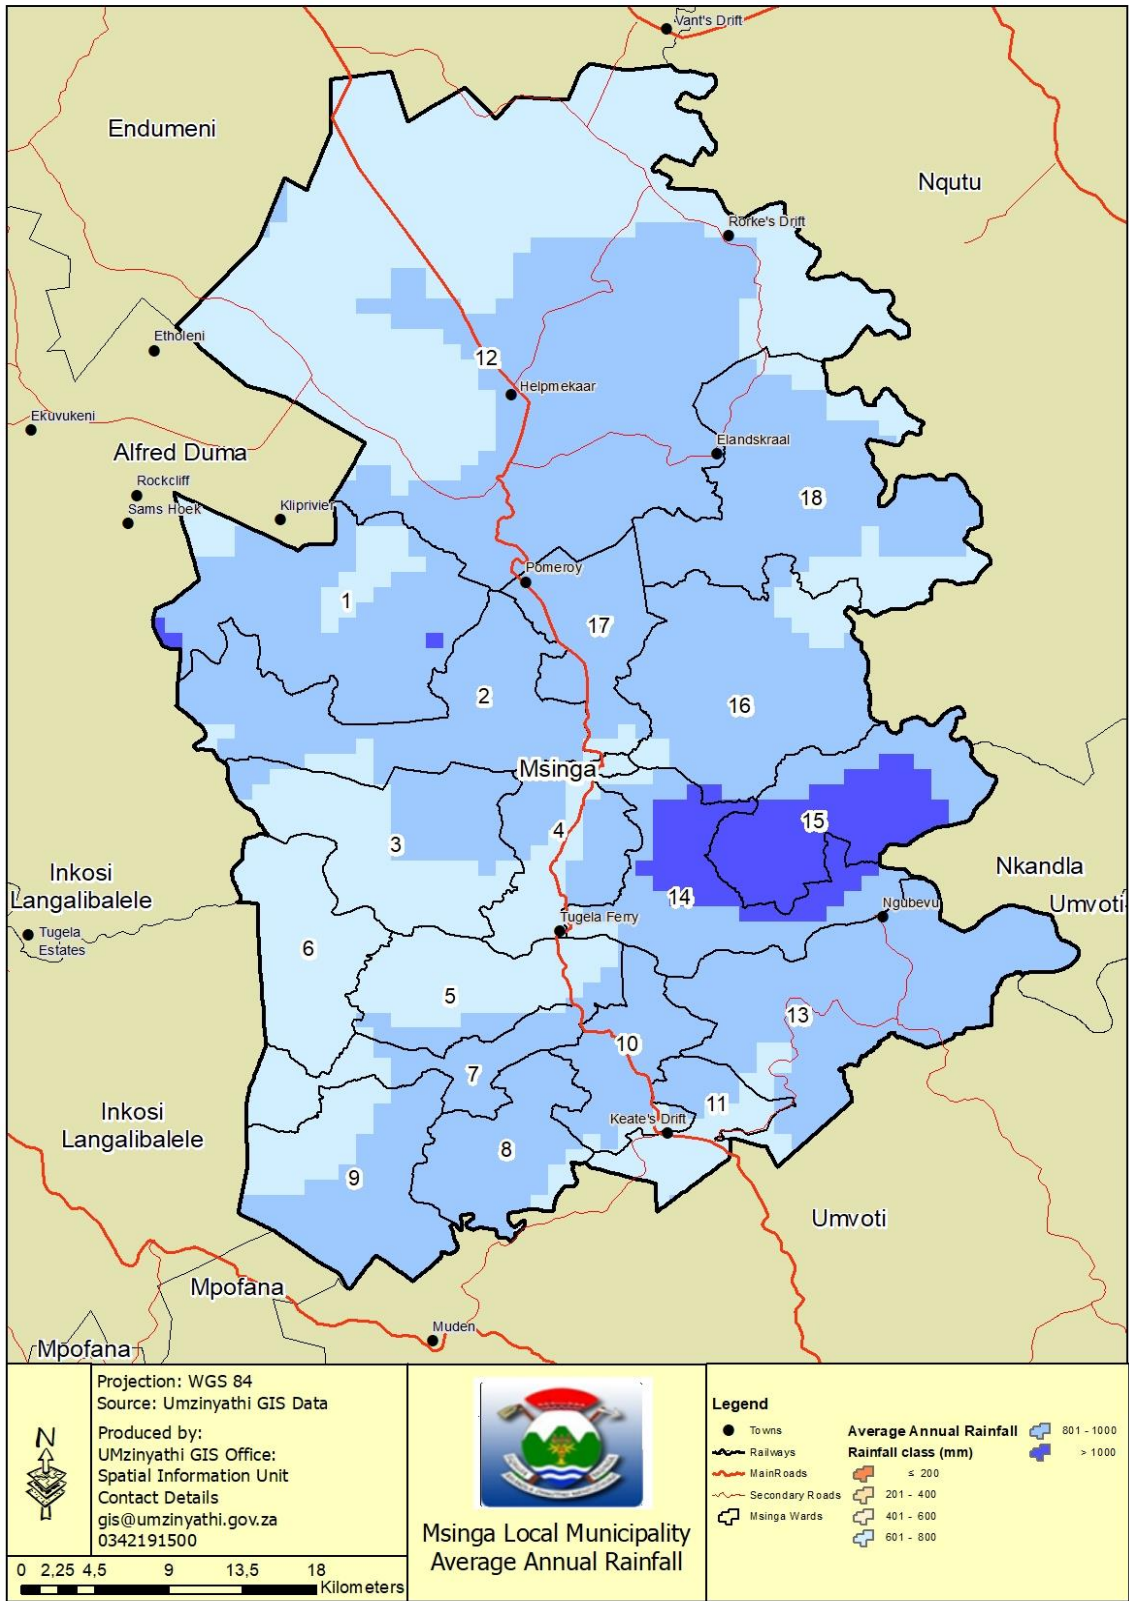 Vant's Drift
Endumeni
Nqutu
Rorke's Drift
Etholeni
12
Helpmekaar
Ekuvukeni
Alfred Duma
Elandskraal
Rockcliff
Sams Hoek
Kliprivier
18
Pomeroy
1
17
2
16
Msinga
15
4
3
Inkosi
Langalibalele
Nkandla
14
Umvoti
Ngubevu
Tugela Ferry
Tugela
Estates
6
5
13
10
7
Inkosi
Langalibalele
11
Keate's Drift
8
9
Umvoti
Mpofana
Muden
Mpofana
N
Projection: WGS 84
Source: Umzinyathi GIS Data
Produced by:
UMzinyathi GIS Office:
Spatial Information Unit
Contact Details
gis@umzinyathi.gov.za
0342191500
0 2,25 4,5 9 13,5 18
Kilometers
Msinga Local Municipality
Average Annual Rainfall
Legend
Towns
Railways
MainRoads
Secondary Roads
Msinga Wards
Average Annual Rainfall
Rainfall class (mm)
≤ 200
201 - 400
401 - 600
601 - 800
801 - 1000
> 1000